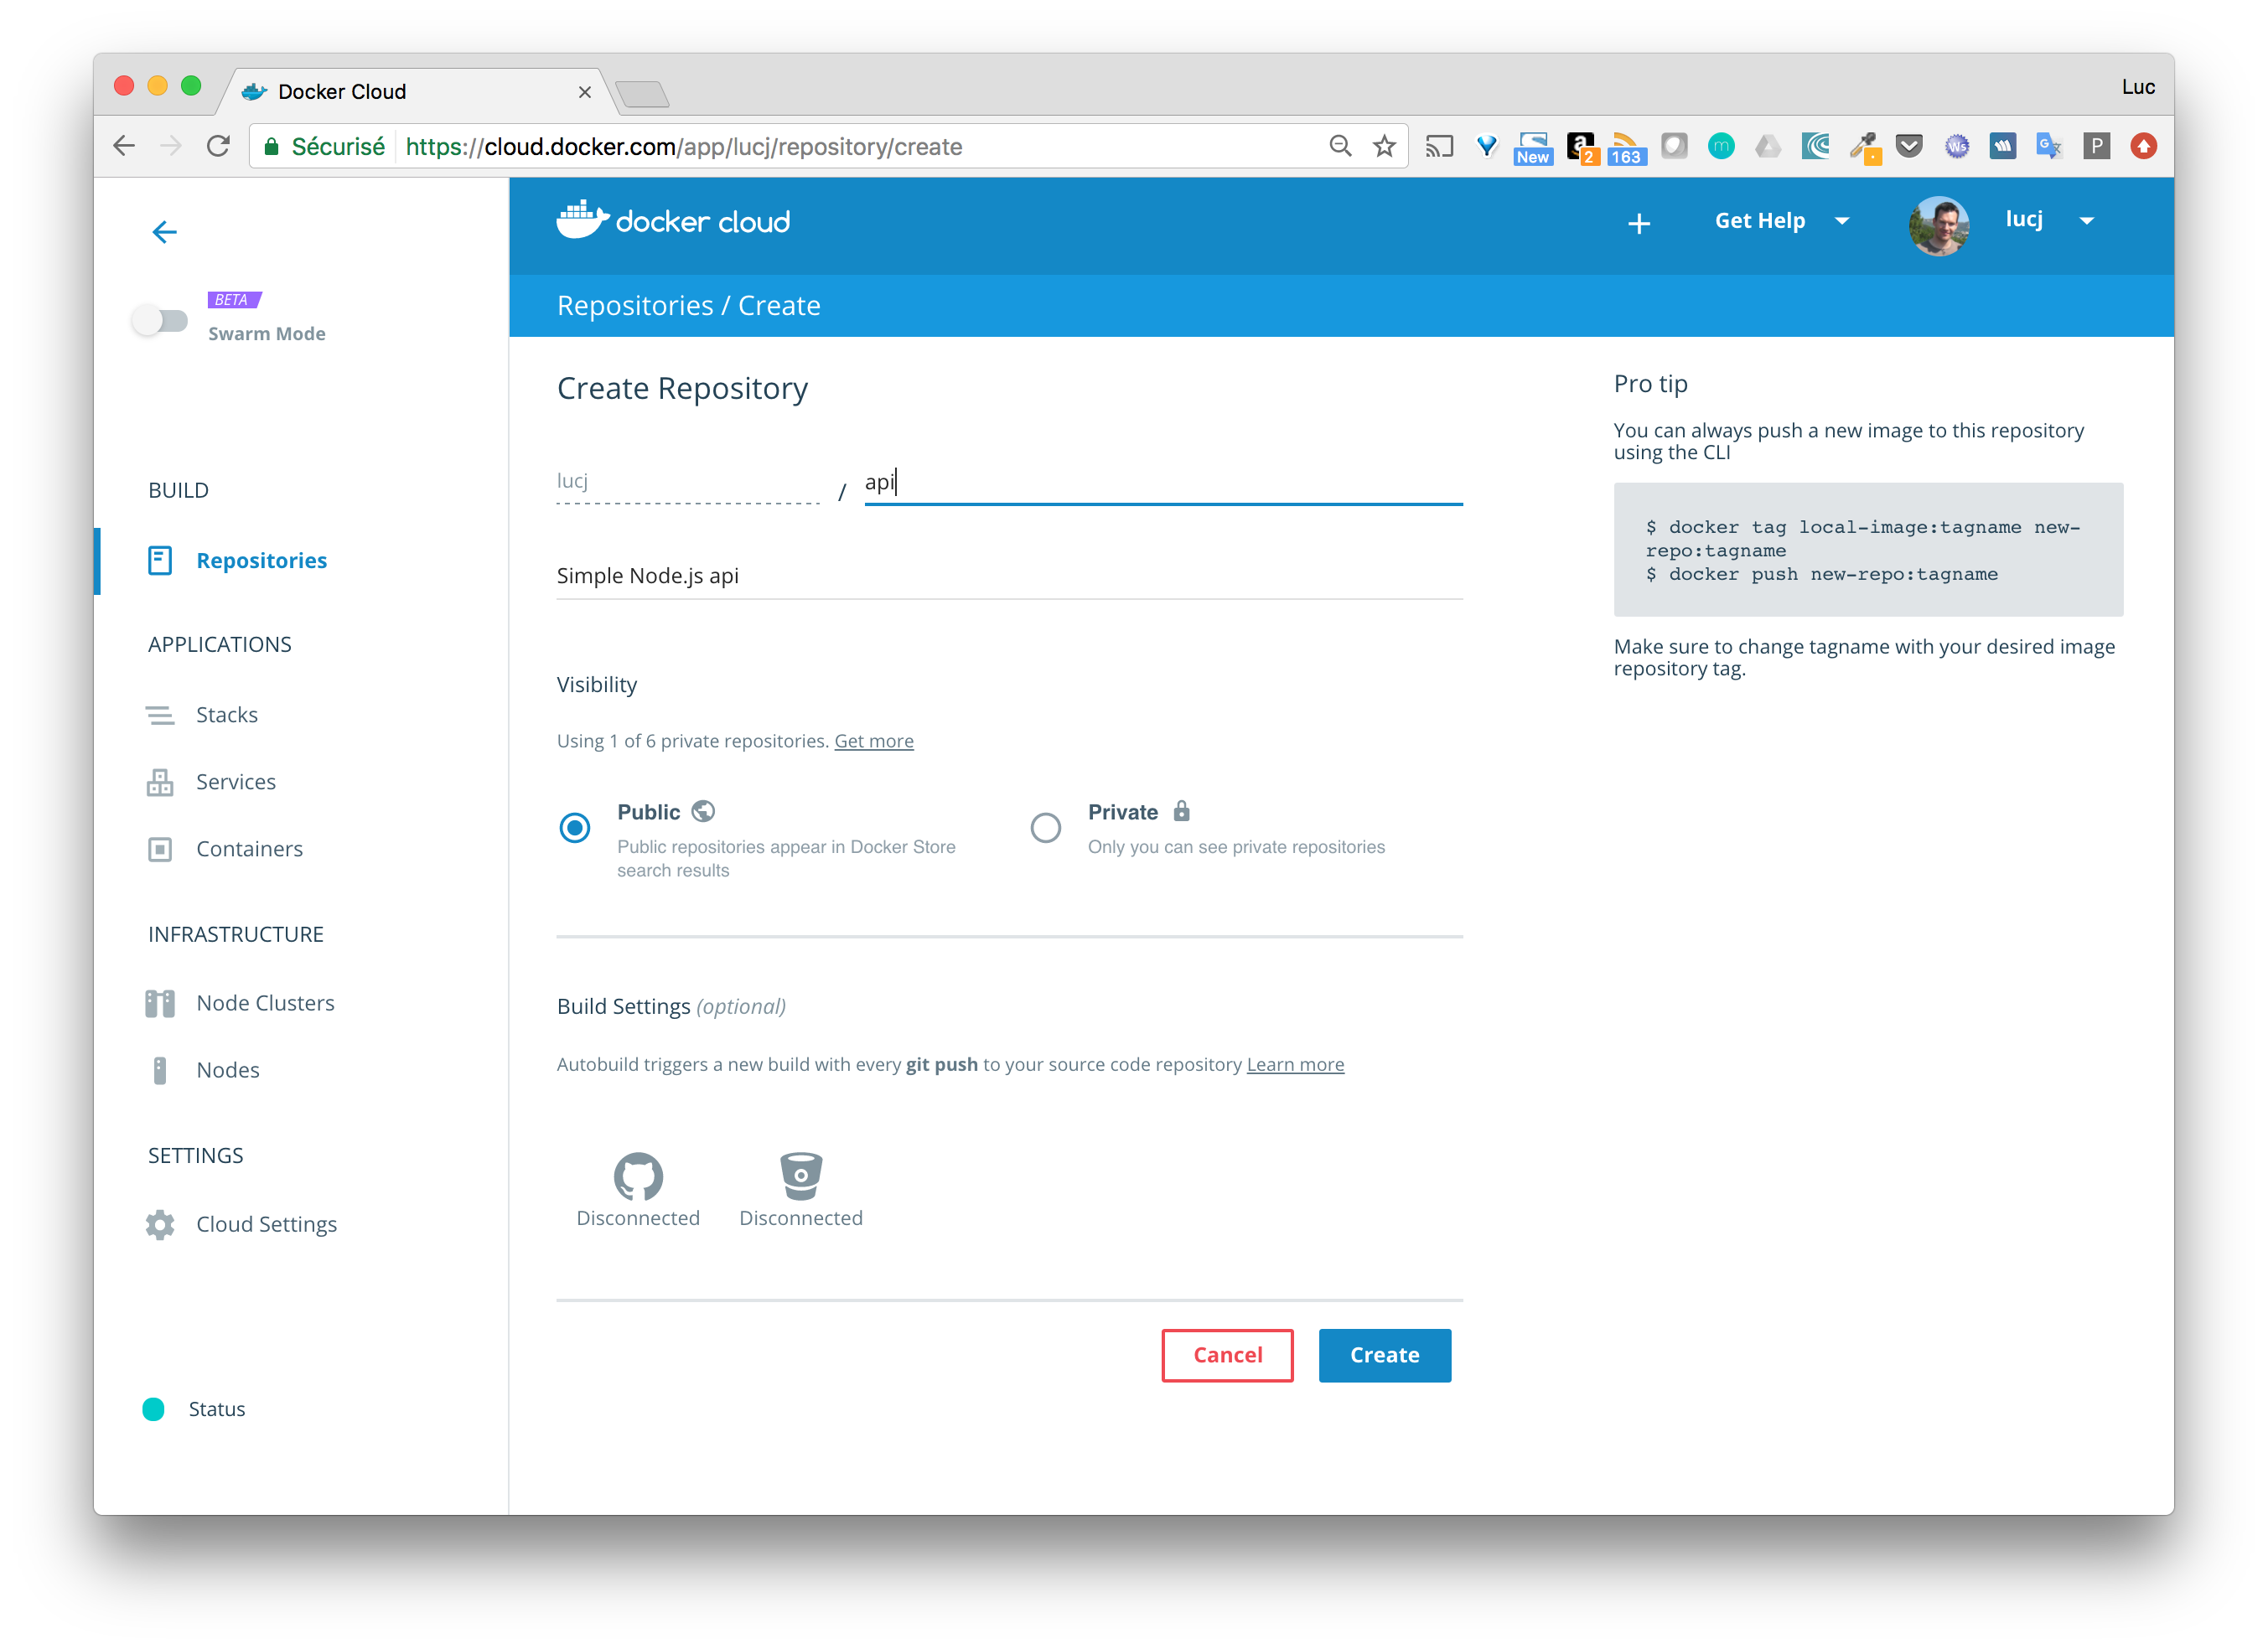 Docker Cloud
Luc
Sécurisé
https://cloud.docker.com/app/lucj/repository/create
New
a
2
163
m
Ws
G
P
docker cloud
Get Help
lucj
Repositories / Create
BETA
Swarm Mode
BUILD
Repositories
APPLICATIONS
Stacks
Services
Containers
INFRASTRUCTURE
Node Clusters
Nodes
SETTINGS
Cloud Settings
Status
Create Repository
lucj / api
Simple Node.js api
Visibility
Using 1 of 6 private repositories. Get more
Public
Public repositories appear in Docker Store
search results
Private
Only you can see private repositories
Build Settings (optional)
Autobuild triggers a new build with every git push to your source code repository Learn more
Disconnected
Disconnected
Cancel
Create
Pro tip
You can always push a new image to this repository
using the CLI
$ docker tag local-image:tagname new-
repo:tagname
$ docker push new-repo:tagname
Make sure to change tagname with your desired image
repository tag.